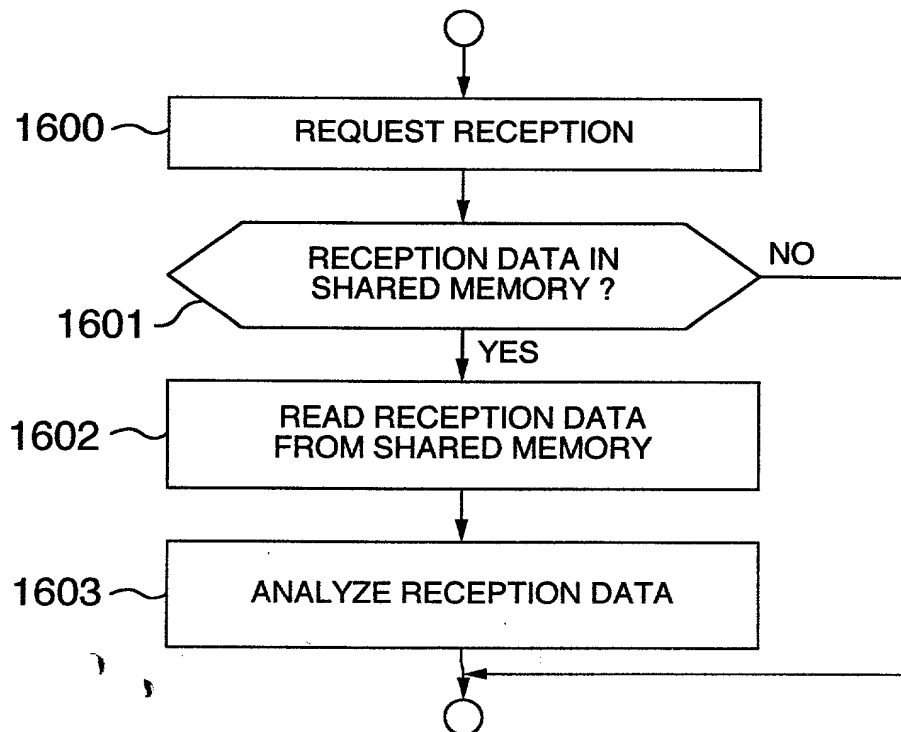 1600
REQUEST RECEPTION
RECEPTION DATA IN
SHARED MEMORY ?
NO
1601
YES
1602
READ RECEPTION DATA
FROM SHARED MEMORY
1603
ANALYZE RECEPTION DATA